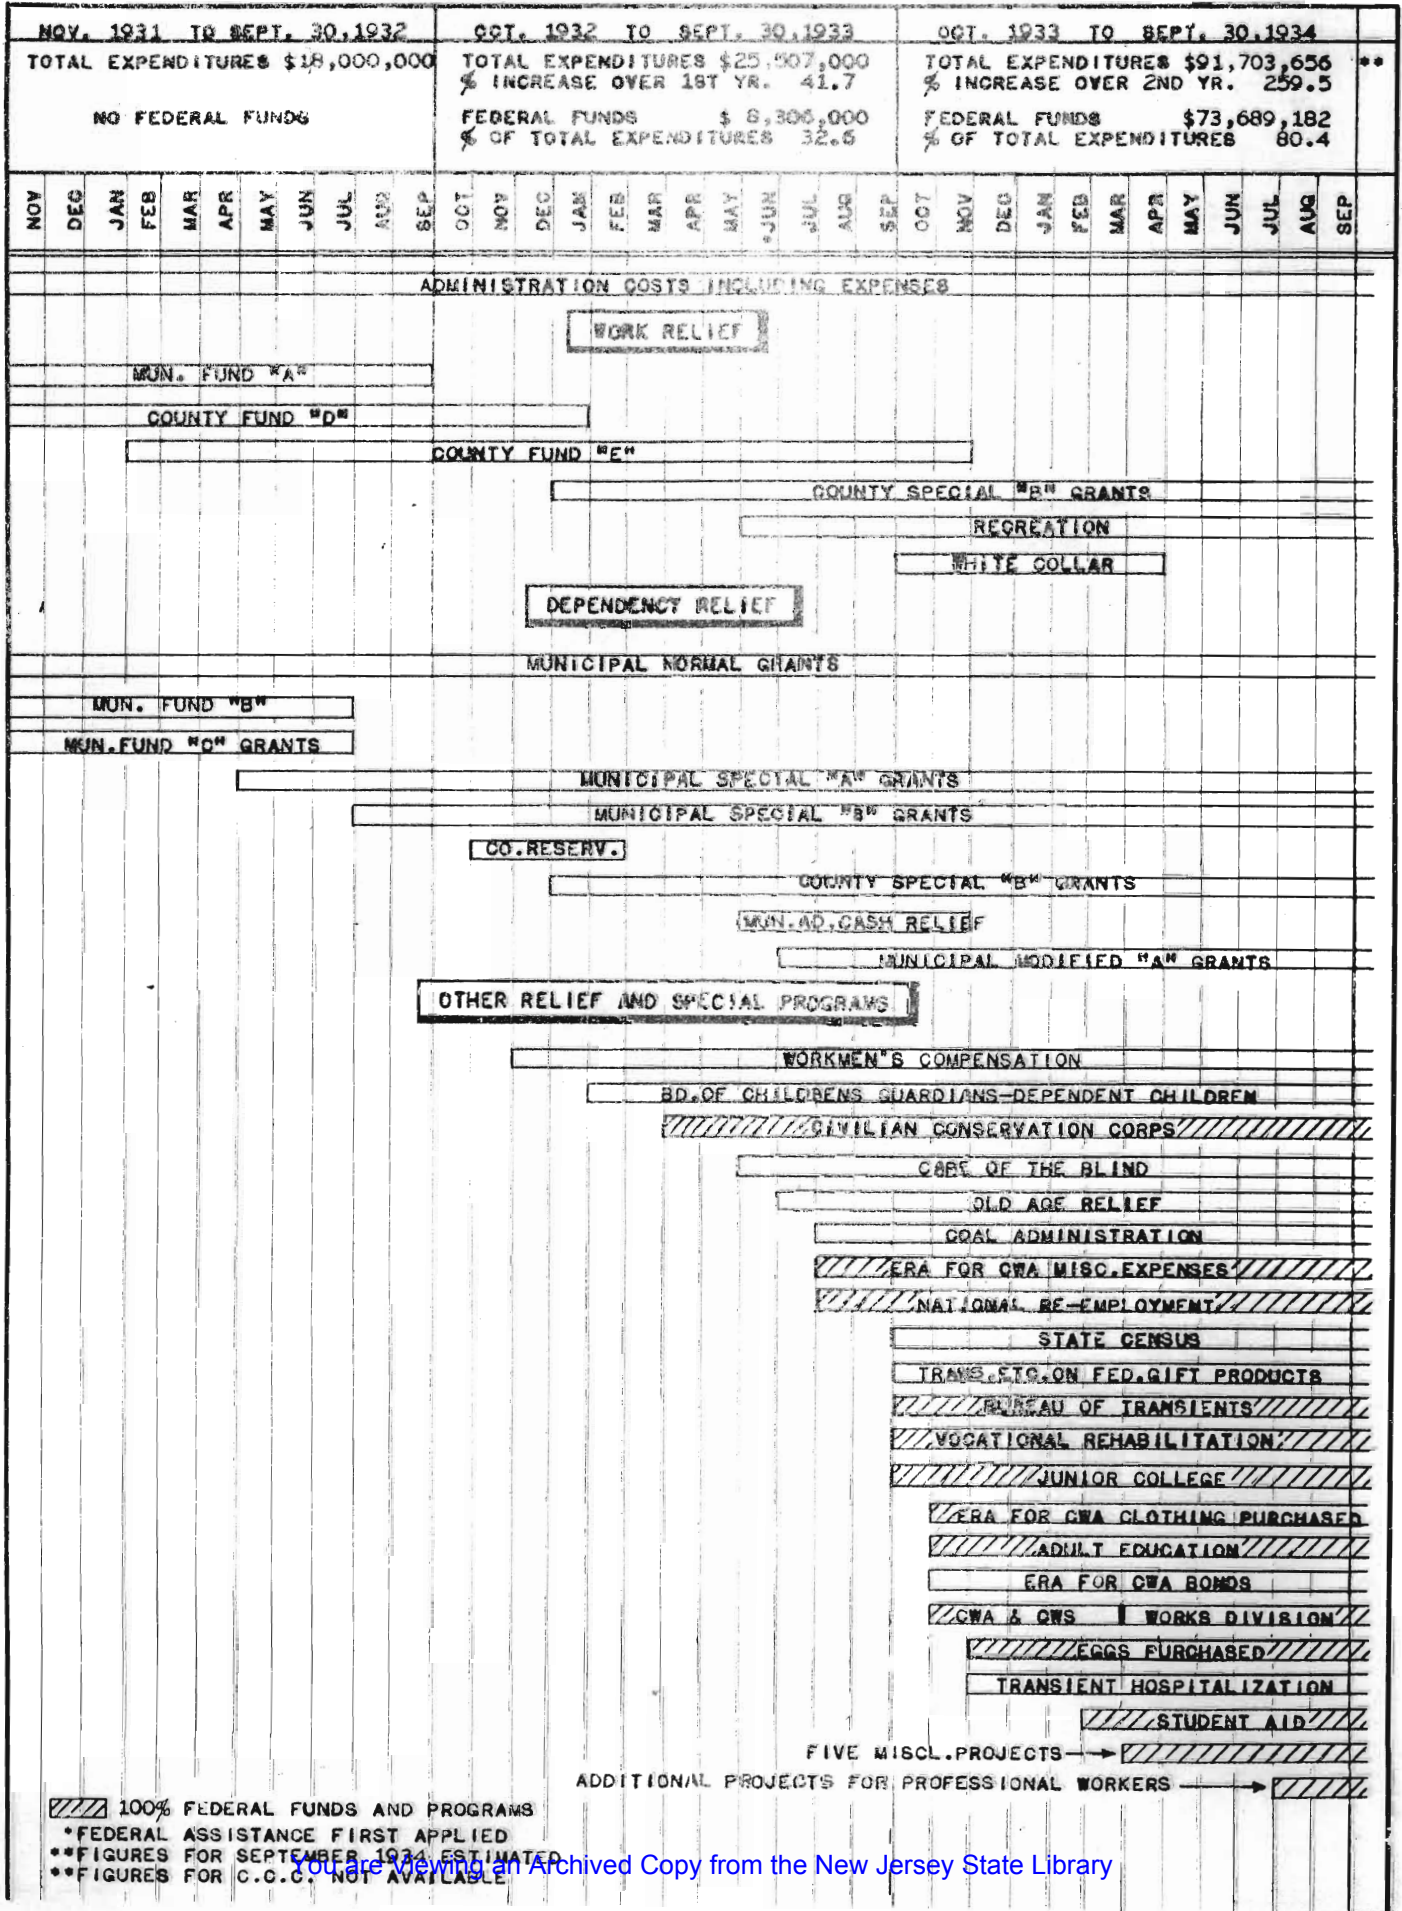 NOV. 1931 TO SEPT. 30,1932
TOTAL EXPENDITURES $18,000,000
NO FEDERAL FUNDS
OCT. 1932 TO SEPT. 30,1933
TOTAL EXPENDITURES $25,507,000
% INCREASE OVER 1ST YR. 41.7
FEDERAL FUNDS $ 8,306,000
% OF TOTAL EXPENDITURES 32.6
OCT. 1933 TO SEPT. 30,1934
TOTAL EXPENDITURES $91,703,656 **
% INCREASE OVER 2ND YR. 259.5
FEDERAL FUNDS $73,689,182
% OF TOTAL EXPENDITURES 80.4
NOV DEC JAN FEB MAR APR MAY JUN JUL AUG SEP OCT NOV DEC JAN FEB MAR APR MAY *JUN JUL AUG SEP OCT NOV DEC JAN FEB MAR APR MAY JUN JUL AUG SEP
ADMINISTRATION COSTS INCLUDING EXPENSES
WORK RELIEF
MUN. FUND "A"
COUNTY FUND "D"
COUNTY FUND "E"
COUNTY SPECIAL "B" GRANTS
RECREATION
WHITE COLLAR
DEPENDENCY RELIEF
MUNICIPAL NORMAL GRANTS
MUN. FUND "B"
MUN.FUND "C" GRANTS
MUNICIPAL SPECIAL "A" GRANTS
MUNICIPAL SPECIAL "B" GRANTS
CO.RESERV.
COUNTY SPECIAL "B" GRANTS
MUN.AD.CASH RELIEF
MUNICIPAL MODIFIED "A" GRANTS
OTHER RELIEF AND SPECIAL PROGRAMS
WORKMEN'S COMPENSATION
BD.OF CHILDRENS GUARDIANS-DEPENDENT CHILDREN
CIVILIAN CONSERVATION CORPS
CARE OF THE BLIND
OLD AGE RELIEF
COAL ADMINISTRATION
ERA FOR CWA MISC.EXPENSES
NATIONAL RE-EMPLOYMENT
STATE CENSUS
TRANS.ETC.ON FED.GIFT PRODUCTS
BUREAU OF TRANSIENTS
VOCATIONAL REHABILITATION
JUNIOR COLLEGE
ERA FOR CWA CLOTHING PURCHASED
ADULT EDUCATION
ERA FOR CWA BONDS
CWA & CWS WORKS DIVISION
EGGS PURCHASED
TRANSIENT HOSPITALIZATION
STUDENT AID
FIVE MISCL.PROJECTS
ADDITIONAL PROJECTS FOR PROFESSIONAL WORKERS
100% FEDERAL FUNDS AND PROGRAMS
*FEDERAL ASSISTANCE FIRST APPLIED
**FIGURES FOR SEPTEMBER 1934 ESTIMATED
**FIGURES FOR C.C.C. NOT AVAILABLE
You are Viewing an Archived Copy from the New Jersey State Library